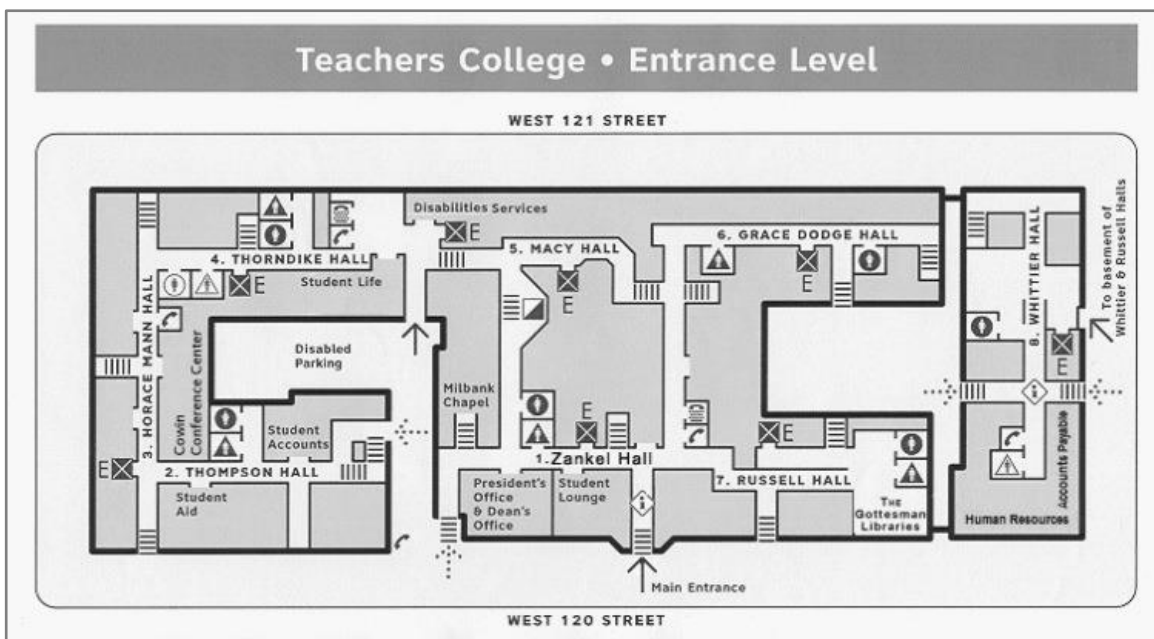 Teachers College • Entrance Level
WEST 121 STREET
Disabilities Services
E
5. MACY HALL
6. GRACE DODGE HALL
4. THORNDIKE HALL
E
Student Life
E
E
8. WHITTIER HALL
To basement of
Whittier & Russell Halls
3. HORACE MANN HALL
Cowin
Conference Center
Disabled
Parking
Milbank
Chapel
E
Student
Accounts
E
E
E
2. THOMPSON HALL
1. Zankel Hall
7. RUSSELL HALL
Student
Aid
President's
Office
& Dean's
Office
Student
Lounge
i
i
THE
Gottesman
Libraries
Accounts Payable
Human Resources
Main Entrance
WEST 120 STREET